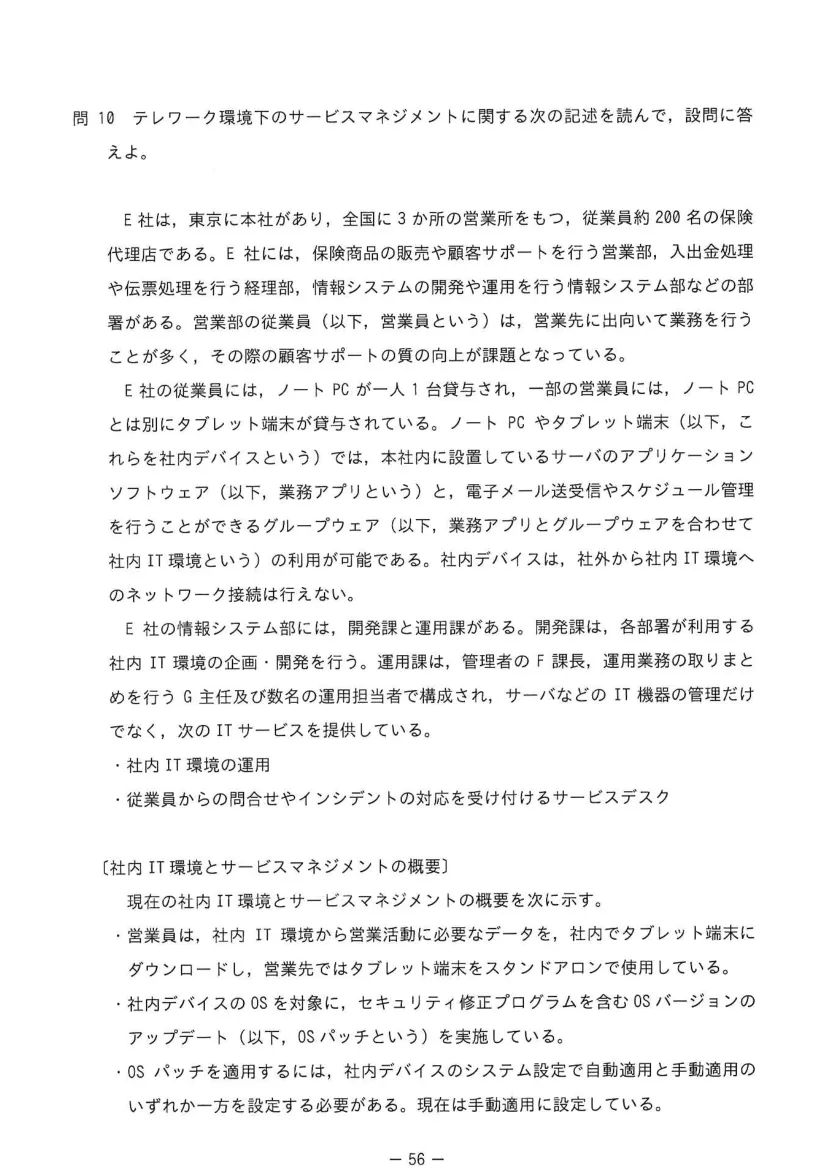 問 10 テレワーク環境下のサービスマネジメントに関する次の記述を読んで，設問に答
えよ。
E 社は，東京に本社があり，全国に 3 か所の営業所をもつ，従業員約 200 名の保険
代理店である。E 社には，保険商品の販売や顧客サポートを行う営業部，入出金処理
や伝票処理を行う経理部，情報システムの開発や運用を行う情報システム部などの部
署がある。営業部の従業員（以下，営業員という）は，営業先に出向いて業務を行う
ことが多く，その際の顧客サポートの質の向上が課題となっている。
E 社の従業員には，ノート PC が一人 1 台貸与され，一部の営業員には，ノート PC
とは別にタブレット端末が貸与されている。ノート PC やタブレット端末（以下，こ
れらを社内デバイスという）では，本社内に設置しているサーバのアプリケーション
ソフトウェア（以下，業務アプリという）と，電子メール送受信やスケジュール管理
を行うことができるグループウェア（以下，業務アプリとグループウェアを合わせて
社内 IT 環境という）の利用が可能である。社内デバイスは，社外から社内 IT 環境へ
のネットワーク接続は行えない。
E 社の情報システム部には，開発課と運用課がある。開発課は，各部署が利用する
社内 IT 環境の企画・開発を行う。運用課は，管理者の F 課長，運用業務の取りまと
めを行う G 主任及び数名の運用担当者で構成され，サーバなどの IT 機器の管理だけ
でなく，次の IT サービスを提供している。
・社内 IT 環境の運用
・従業員からの問合せやインシデントの対応を受け付けるサービスデスク
〔社内 IT 環境とサービスマネジメントの概要〕
現在の社内 IT 環境とサービスマネジメントの概要を次に示す。
・営業員は，社内 IT 環境から営業活動に必要なデータを，社内でタブレット端末に
ダウンロードし，営業先ではタブレット端末をスタンドアロンで使用している。
・社内デバイスの OS を対象に，セキュリティ修正プログラムを含む OS バージョンの
アップデート（以下，OS パッチという）を実施している。
・OS パッチを適用するには，社内デバイスのシステム設定で自動適用と手動適用の
いずれか一方を設定する必要がある。現在は手動適用に設定している。
— 56 —